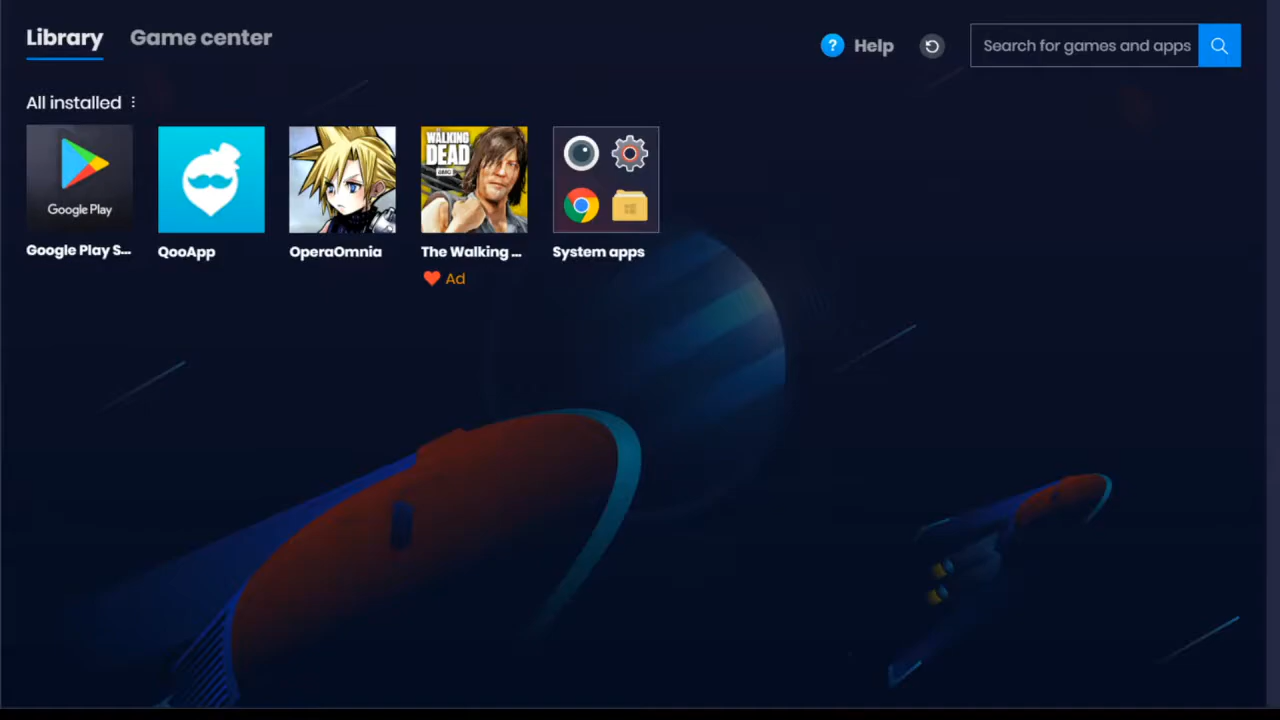 Library
Game center
? Help
Search for games and apps
All installed
Google Play
WALKING
DEAD
amc
Google Play S...
QooApp
OperaOmnia
The Walking ...
System apps
Ad